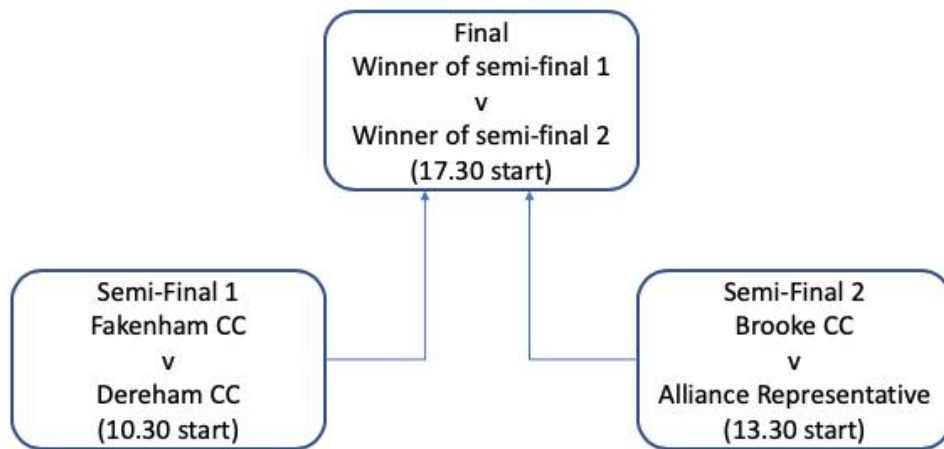 Final
Winner of semi-final 1
v
Winner of semi-final 2
(17.30 start)
Semi-Final 1
Fakenham CC
v
Dereham CC
(10.30 start)
Semi-Final 2
Brooke CC
v
Alliance Representative
(13.30 start)